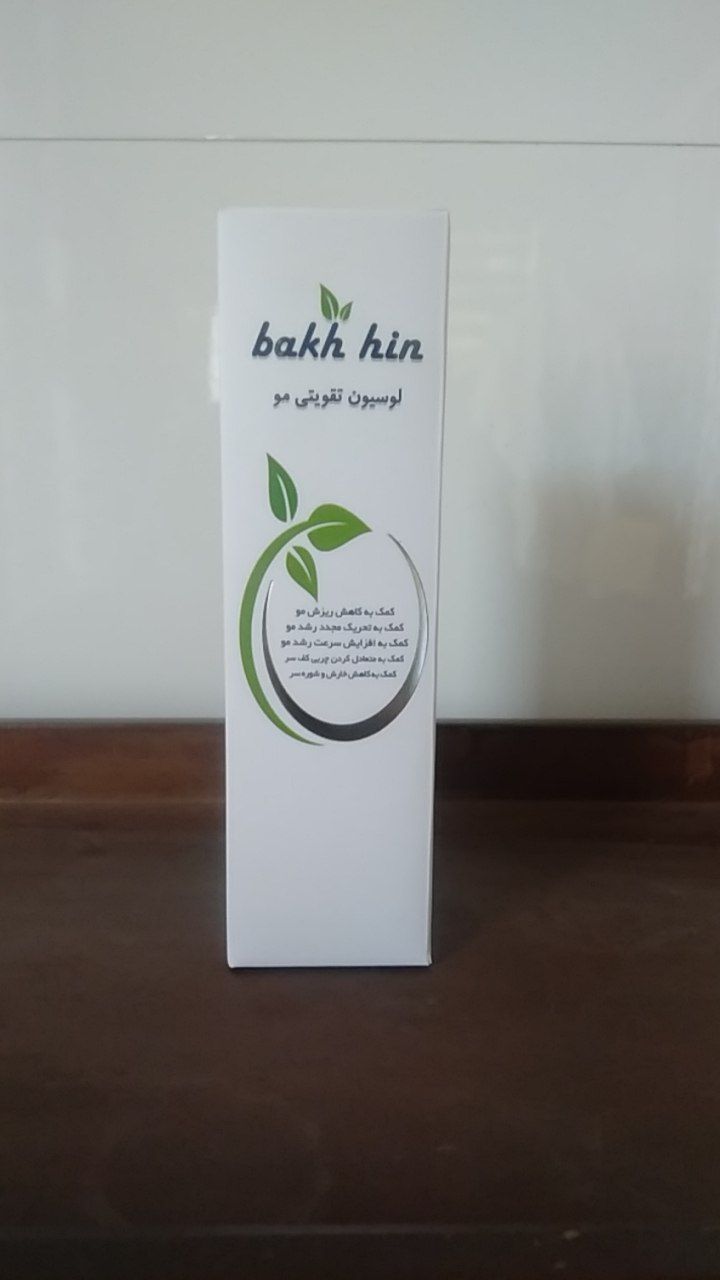 bakh hin
لوسیون تقویتی مو
کمک به کاهش ریزش مو
کمک به تحریک مجدد رشد مو
کمک به افزایش سرعت رشد مو
کمک به متعادل کردن چربی کف سر
کمک به کاهش خارش و شوره سر